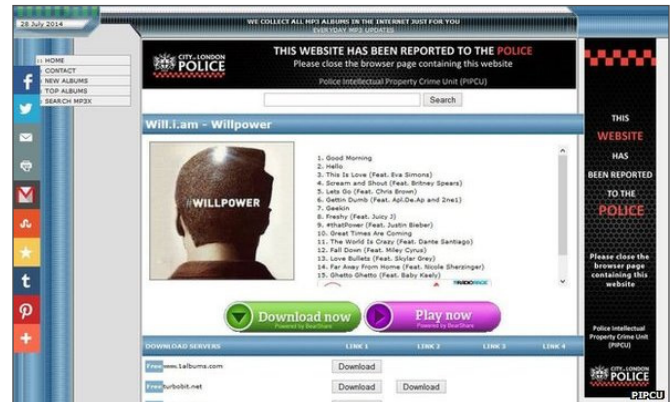 28 July 2014
WE COLLECT ALL MP3 ALBUMS IN THE INTERNET JUST FOR YOU
EVERYDAY MP3 UPDATES
HOME
CONTACT
NEW ALBUMS
TOP ALBUMS
SEARCH MP3X
CITY OF LONDON
POLICE
THIS WEBSITE HAS BEEN REPORTED TO THE POLICE
Please close the browser page containing this website
Police Intellectual Property Crime Unit (PIPCU)
Search
Will.i.am - Willpower
#WILLPOWER
1. Good Morning
2. Hello
3. This Is Love (Feat. Eva Simons)
4. Scream and Shout (Feat. Britney Spears)
5. Lets Go (Feat. Chris Brown)
6. Gettin Dumb (Feat. Apl.De.Ap and 2ne1)
7. Geekin
8. Freshy (Feat. Juicy J)
9. #thatPower (Feat. Justin Bieber)
10. Great Times Are Coming
11. The World Is Crazy (Feat. Dante Santiago)
12. Fall Down (Feat. Miley Cyrus)
13. Love Bullets (Feat. Skylar Grey)
14. Far Away From Home (Feat. Nicole Sherzinger)
15. Ghetto Ghetto (Feat. Baby Kaely)
Download now
Powered by BearShare
Play now
Powered by BearShare
DOWNLOAD SERVERS LINK 1 LINK 2 LINK 3 LINK 4
Free www.1albums.com Download
Free turbobit.net Download Download
THIS
WEBSITE
HAS
BEEN REPORTED
TO THE
POLICE
Please close the
browser page
containing this
website
Police Intellectual
Property Crime Unit
(PIPCU)
CITY OF LONDON
POLICE
PIPCU